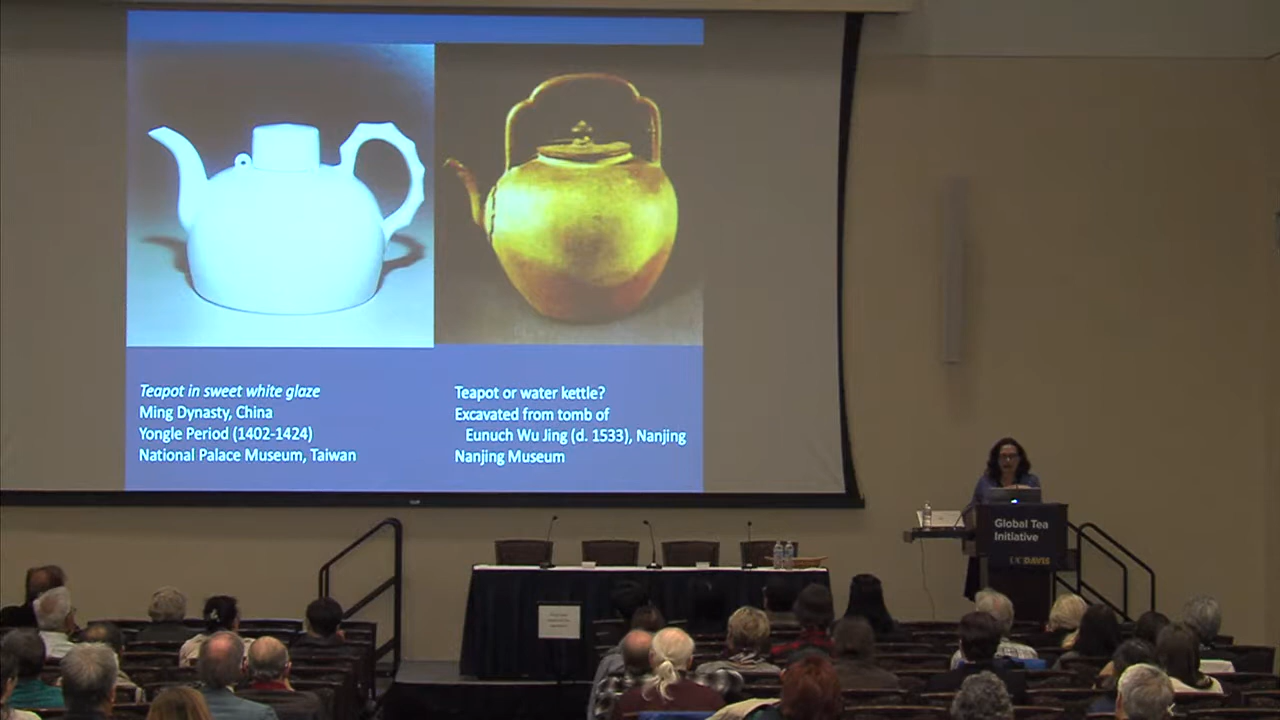 Teapot in sweet white glaze
Ming Dynasty, China
Yongle Period (1402-1424)
National Palace Museum, Taiwan
Teapot or water kettle?
Excavated from tomb of
Eunuch Wu Jing (d. 1533), Nanjing
Nanjing Museum
Global Tea
Initiative
UC DAVIS